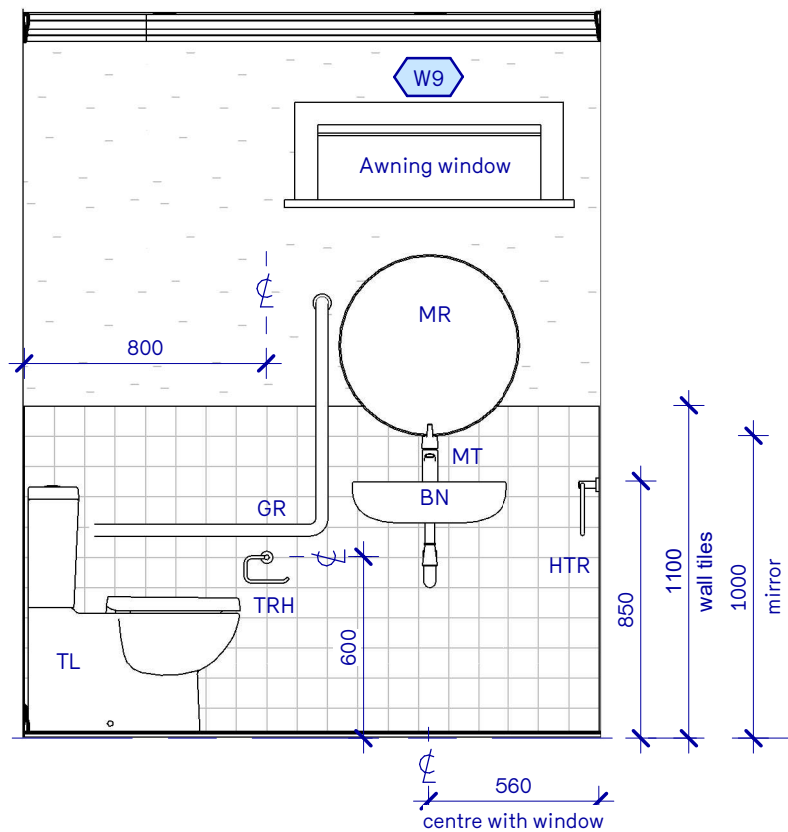 W9
Awning window
℄
MR
800
MT
BN
GR
℄
HTR
TRH
TL
600
850
1100
wall tiles
1000
mirror
℄
560
centre with window